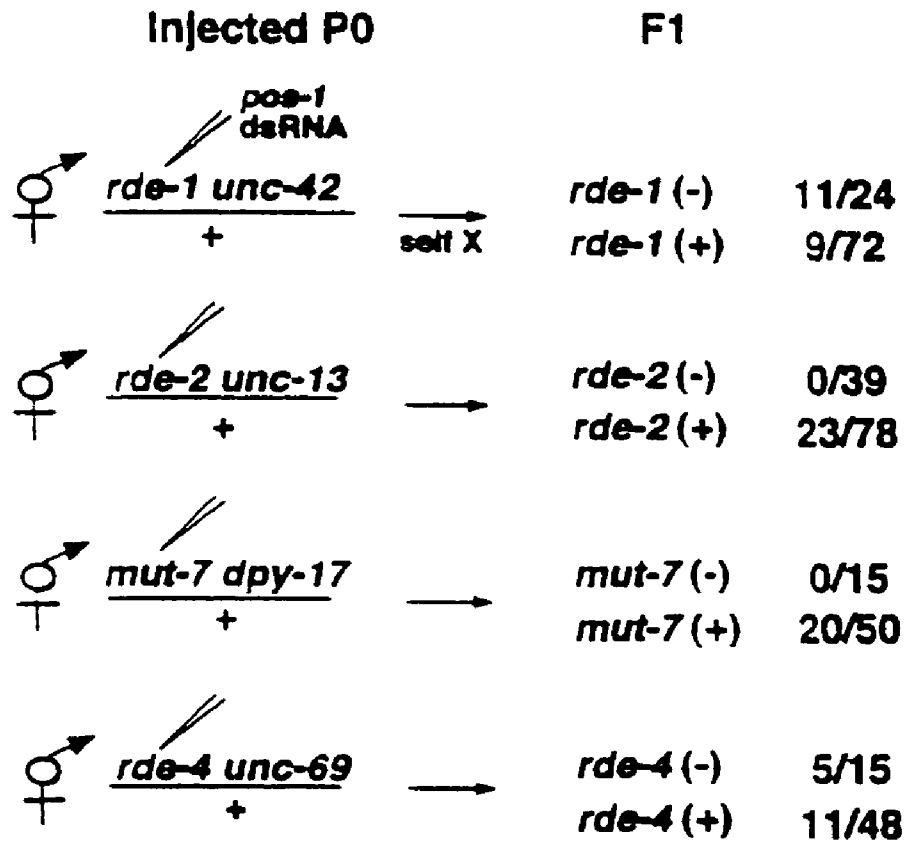 Injected P0 F1
pos-1
dsRNA
rde-1 unc-42
+
self X
rde-1 (-) 11/24
rde-1 (+) 9/72
rde-2 unc-13
+
rde-2 (-) 0/39
rde-2 (+) 23/78
mut-7 dpy-17
+
mut-7 (-) 0/15
mut-7 (+) 20/50
rde-4 unc-69
+
rde-4 (-) 5/15
rde-4 (+) 11/48